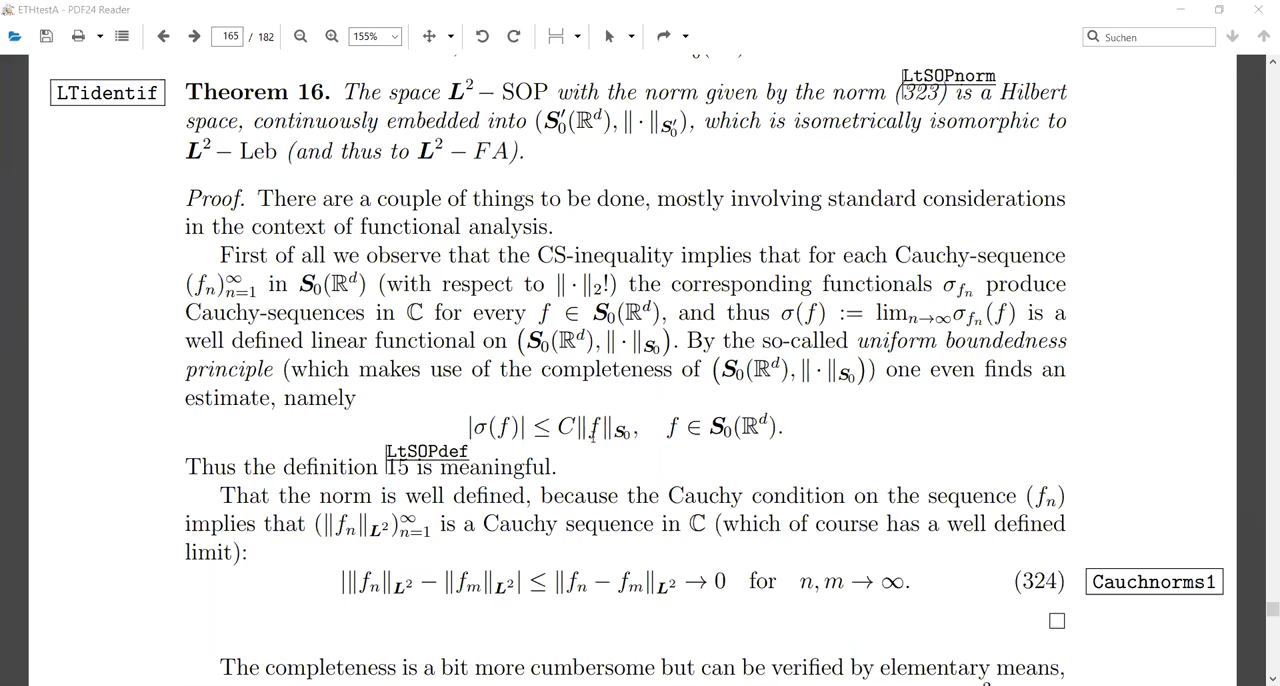 ETHtestA - PDF24 Reader
165 / 182 155% Suchen
LTidentif Theorem 16. The space L² − SOP with the norm given by the norm (323) is a Hilbert
LtSOPnorm
space, continuously embedded into (S′₀(ℝᵈ), ‖ · ‖_{S′₀}), which is isometrically isomorphic to
L² − Leb (and thus to L² − FA).
Proof. There are a couple of things to be done, mostly involving standard considerations
in the context of functional analysis.
First of all we observe that the CS-inequality implies that for each Cauchy-sequence
(fₙ)_{n=1}^∞ in S₀(ℝᵈ) (with respect to ‖ · ‖₂!) the corresponding functionals σ_{fₙ} produce
Cauchy-sequences in ℂ for every f ∈ S₀(ℝᵈ), and thus σ(f) := lim_{n→∞} σ_{fₙ}(f) is a
well defined linear functional on (S₀(ℝᵈ), ‖ · ‖_{S₀}). By the so-called uniform boundedness
principle (which makes use of the completeness of (S₀(ℝᵈ), ‖ · ‖_{S₀})) one even finds an
estimate, namely
|σ(f)| ≤ C‖f‖_{S₀}, f ∈ S₀(ℝᵈ).
LtSOPdef
Thus the definition 15 is meaningful.
That the norm is well defined, because the Cauchy condition on the sequence (fₙ)
implies that (‖fₙ‖_{L²})_{n=1}^∞ is a Cauchy sequence in ℂ (which of course has a well defined
limit):
|‖fₙ‖_{L²} − ‖fₘ‖_{L²}| ≤ ‖fₙ − fₘ‖_{L²} → 0 for n, m → ∞. (324) Cauchnorms1
The completeness is a bit more cumbersome but can be verified by elementary means,